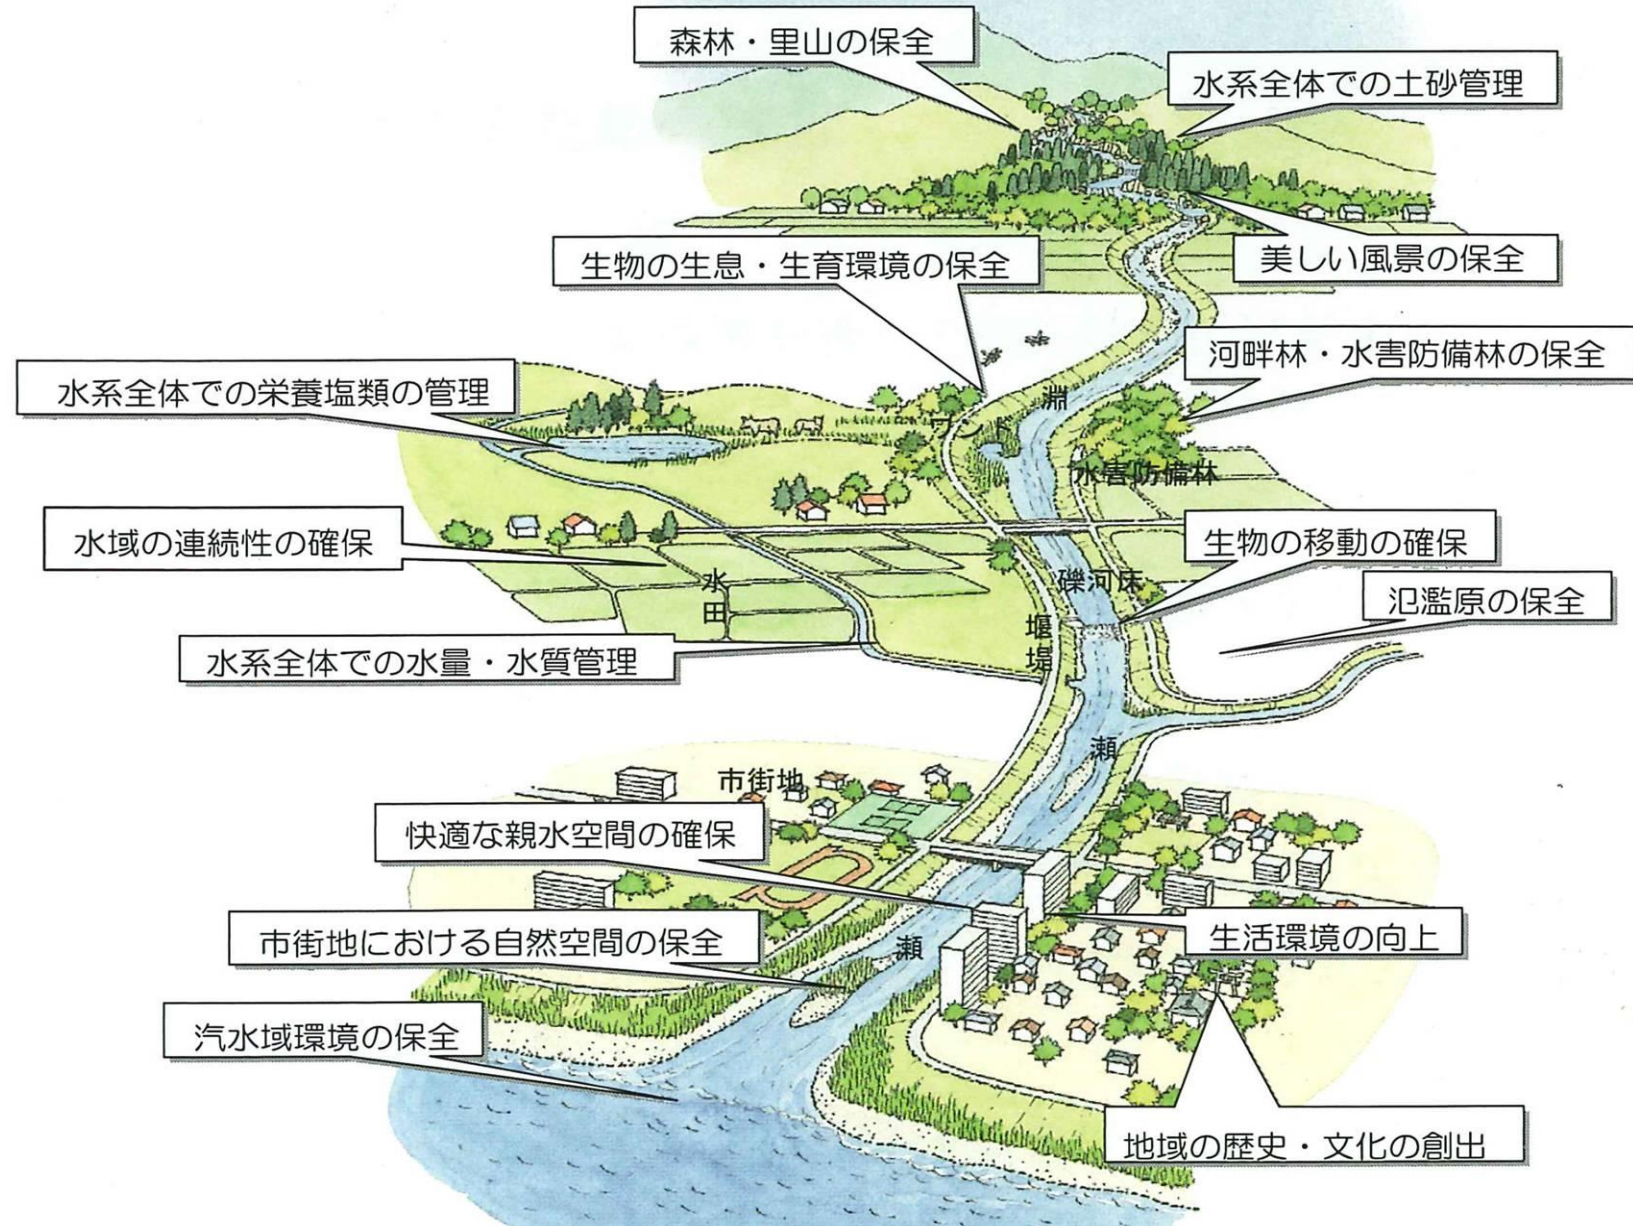 森林・里山の保全
水系全体での土砂管理
生物の生息・生育環境の保全
美しい風景の保全
河畔林・水害防備林の保全
水系全体での栄養塩類の管理
淵
ワンド
水害防備林
水域の連続性の確保
生物の移動の確保
水田
礫河床
氾濫原の保全
堰堤
水系全体での水量・水質管理
瀬
市街地
快適な親水空間の確保
市街地における自然空間の保全
瀬
生活環境の向上
汽水域環境の保全
地域の歴史・文化の創出